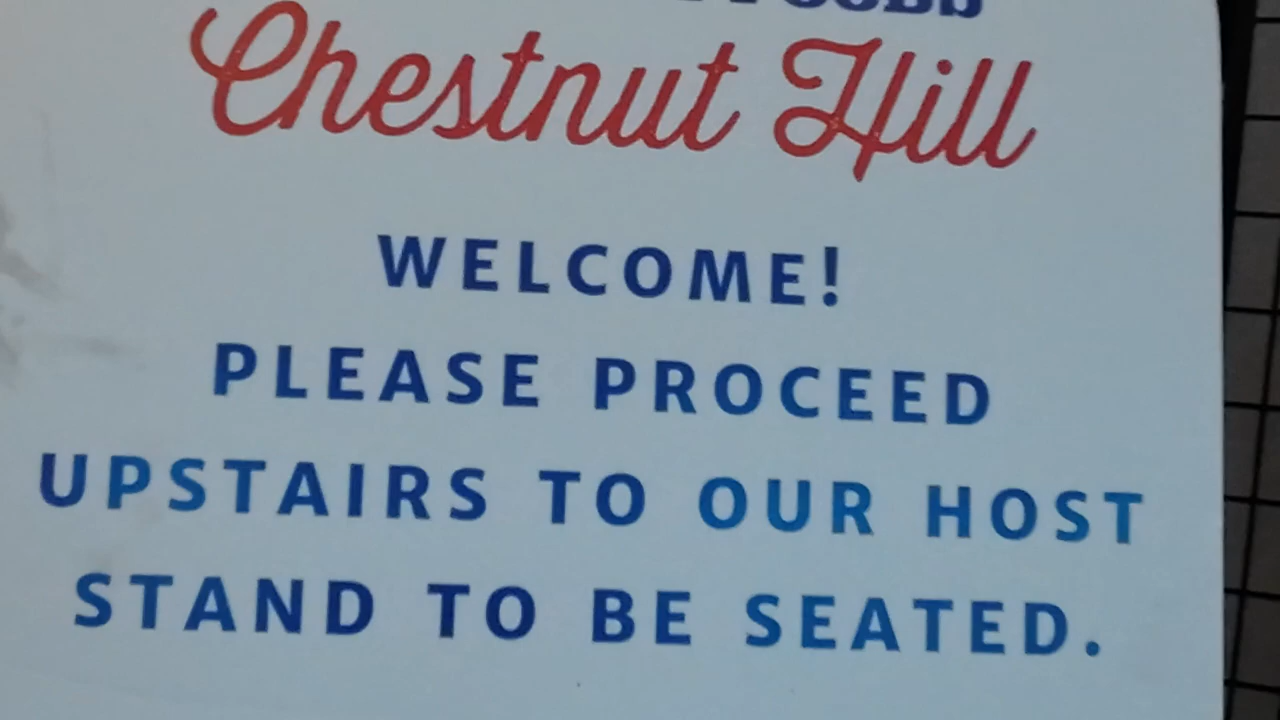 Chestnut Hill
WELCOME!
PLEASE PROCEED
UPSTAIRS TO OUR HOST
STAND TO BE SEATED.